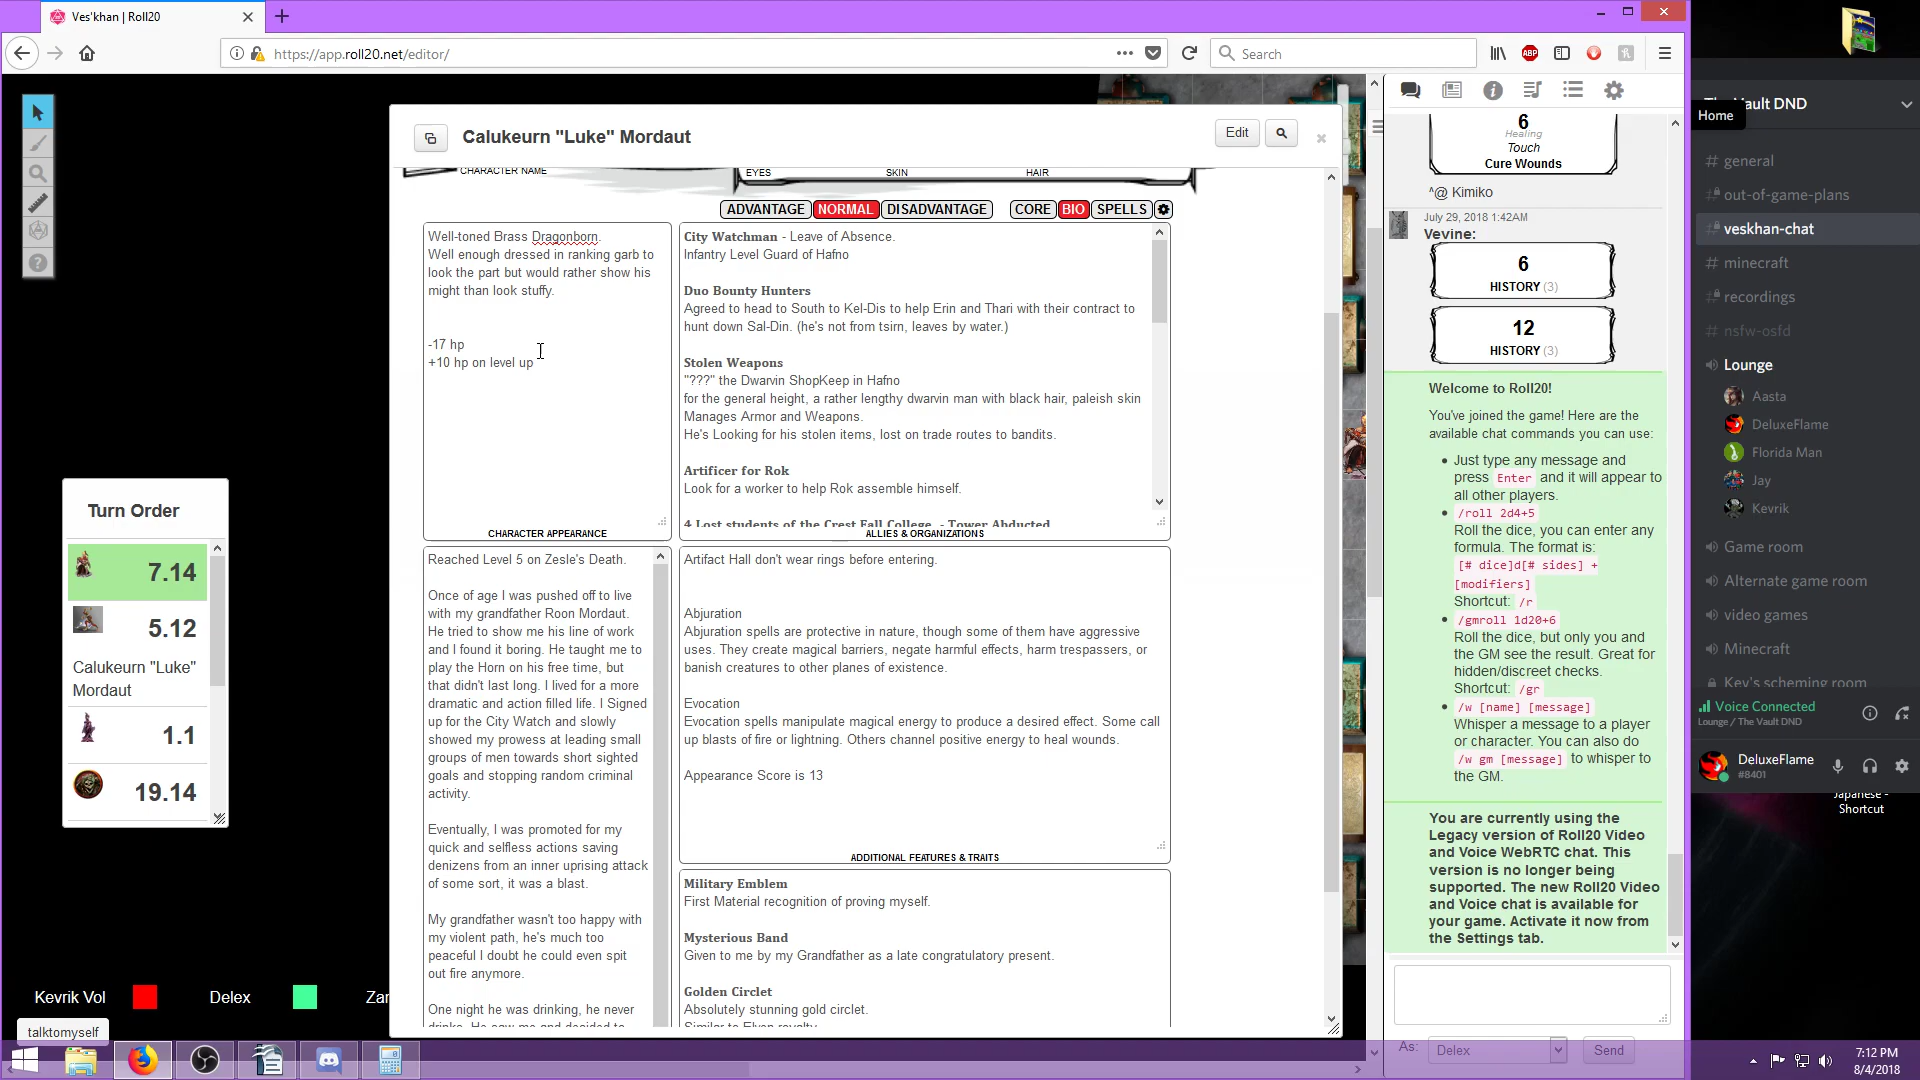 Ves'khan | Roll20
https://app.roll20.net/editor/
Search
ABP
Calukeurn "Luke" Mordaut
Edit
CHARACTER NAME
EYES
SKIN
HAIR
ADVANTAGE
NORMAL
DISADVANTAGE
CORE
BIO
SPELLS
Well-toned Brass Dragonborn.
Well enough dressed in ranking garb to
look the part but would rather show his
might than look stuffy.
-17 hp
+10 hp on level up
CHARACTER APPEARANCE
City Watchman - Leave of Absence.
Infantry Level Guard of Hafno
Duo Bounty Hunters
Agreed to head to South to Kel-Dis to help Erin and Thari with their contract to
hunt down Sal-Din. (he's not from tsirn, leaves by water.)
Stolen Weapons
"???" the Dwarvin ShopKeep in Hafno
for the general height, a rather lengthy dwarvin man with black hair, paleish skin
Manages Armor and Weapons.
He's Looking for his stolen items, lost on trade routes to bandits.
Artificer for Rok
Look for a worker to help Rok assemble himself.
4 Lost students of the Crest Fall College. - Tower Abducted
ALLIES & ORGANIZATIONS
Reached Level 5 on Zesle's Death.
Once of age I was pushed off to live
with my grandfather Roon Mordaut.
He tried to show me his line of work
and I found it boring. He taught me to
play the Horn on his free time, but
that didn't last long. I lived for a more
dramatic and action filled life. I Signed
up for the City Watch and slowly
showed my prowess at leading small
groups of men towards short sighted
goals and stopping random criminal
activity.
Eventually, I was promoted for my
quick and selfless actions saving
denizens from an inner uprising attack
of some sort, it was a blast.
My grandfather wasn't too happy with
my violent path, he's much too
peaceful I doubt he could even spit
out fire anymore.
One night he was drinking, he never
drinks. He saw me and decided to
Artifact Hall don't wear rings before entering.
Abjuration
Abjuration spells are protective in nature, though some of them have aggressive
uses. They create magical barriers, negate harmful effects, harm trespassers, or
banish creatures to other planes of existence.
Evocation
Evocation spells manipulate magical energy to produce a desired effect. Some call
up blasts of fire or lightning. Others channel positive energy to heal wounds.
Appearance Score is 13
ADDITIONAL FEATURES & TRAITS
Military Emblem
First Material recognition of proving myself.
Mysterious Band
Given to me by my Grandfather as a late congratulatory present.
Golden Circlet
Absolutely stunning gold circlet.
Similar to Elven royalty
Turn Order
7.14
5.12
Calukeurn "Luke"
Mordaut
1.1
19.14
Kevrik Vol
Delex
Zar
talktomyself
6
Healing
Touch
Cure Wounds
^@ Kimiko
July 29, 2018 1:42AM
Vevine:
6
HISTORY (3)
12
HISTORY (3)
Welcome to Roll20!
You've joined the game! Here are the
available chat commands you can use:
Just type any message and
press Enter and it will appear to
all other players.
/roll 2d4+5
Roll the dice, you can enter any
formula. The format is:
[# dice]d[# sides] +
[modifiers]
Shortcut: /r
/gmroll 1d20+6
Roll the dice, but only you and
the GM see the result. Great for
hidden/discreet checks.
Shortcut: /gr
/w [name] [message]
Whisper a message to a player
or character. You can also do
/w gm [message] to whisper to
the GM.
You are currently using the
Legacy version of Roll20 Video
and Voice WebRTC chat. This
version is no longer being
supported. The new Roll20 Video
and Voice chat is available for
your game. Activate it now from
the Settings tab.
As:
Delex
Send
Vault DND
Home
# general
out-of-game-plans
veskhan-chat
# minecraft
recordings
# nsfw-osfd
Lounge
Aasta
DeluxeFlame
Florida Man
Jay
Kevrik
Game room
Alternate game room
video games
Minecraft
Kev's scheming room
Voice Connected
Lounge / The Vault DND
DeluxeFlame
#8401
Japanese -
Shortcut
7:12 PM
8/4/2018